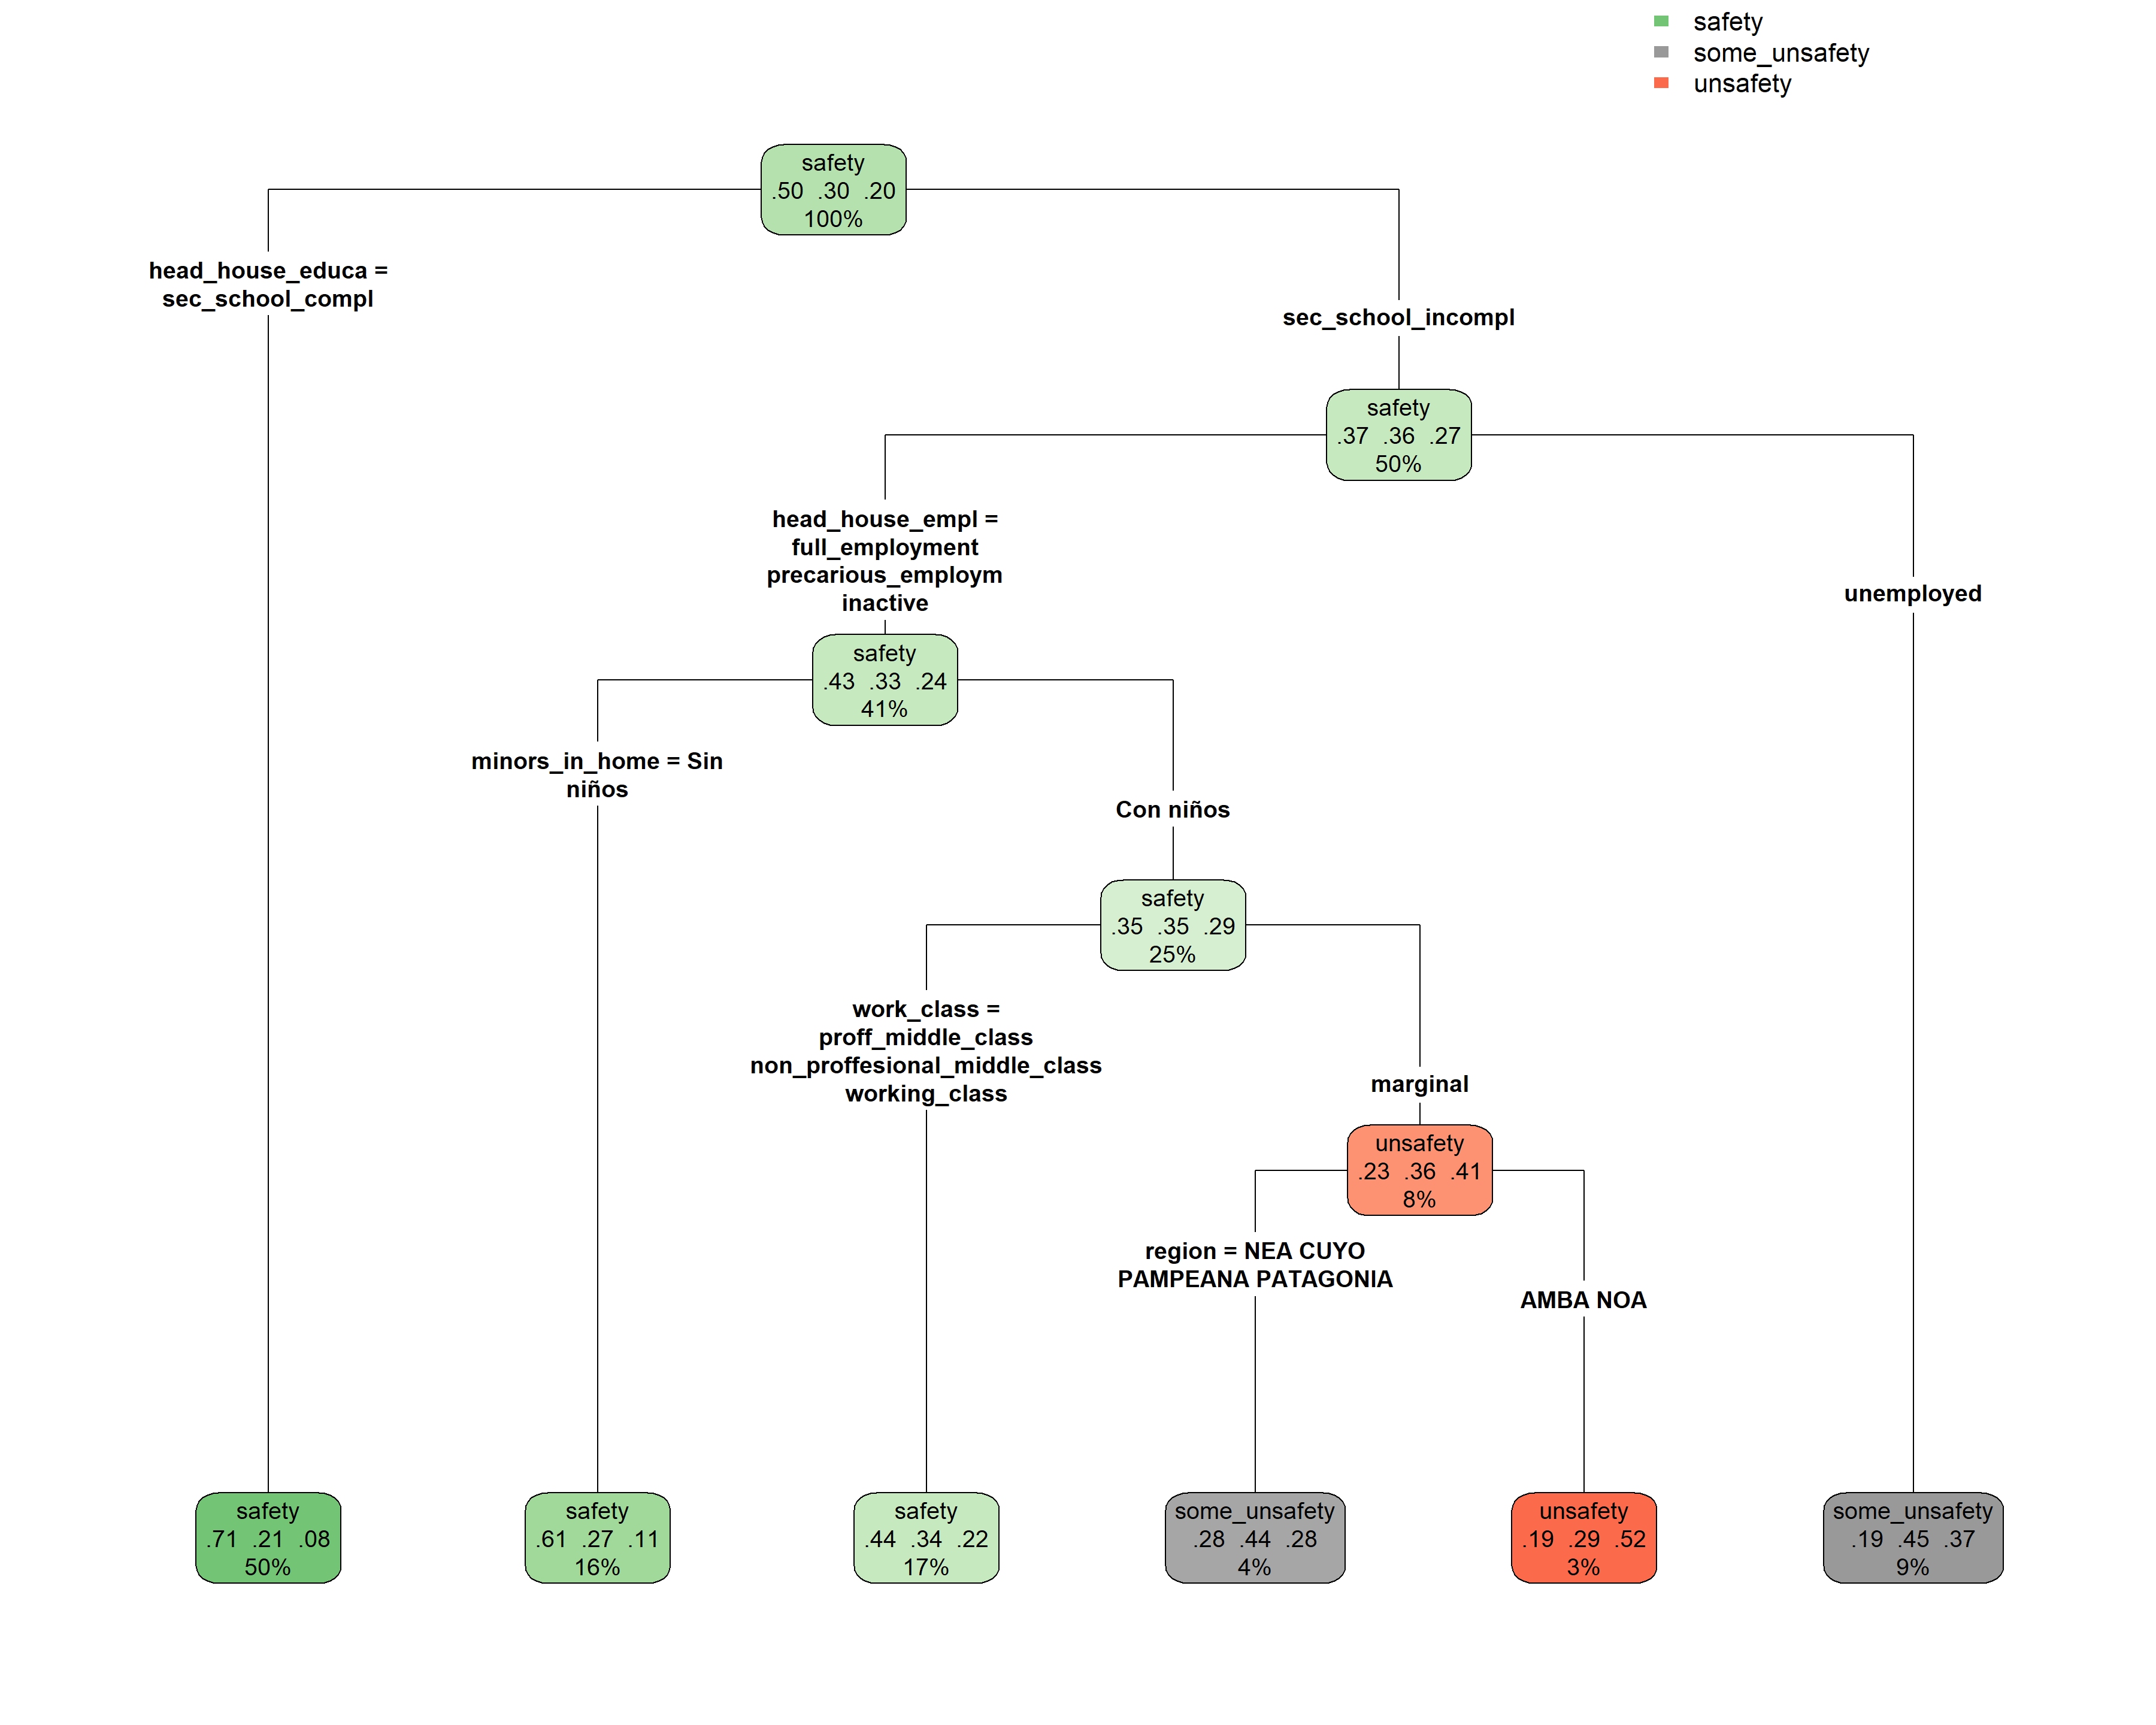 safety
some_unsafety
unsafety
safety
.50 .30 .20
100%
head_house_educa =
sec_school_compl
sec_school_incompl
safety
.37 .36 .27
50%
head_house_empl =
full_employment
precarious_employm
inactive
unemployed
safety
.43 .33 .24
41%
minors_in_home = Sin
niños
Con niños
safety
.35 .35 .29
25%
work_class =
proff_middle_class
non_proffesional_middle_class
working_class
marginal
unsafety
.23 .36 .41
8%
region = NEA CUYO
PAMPEANA PATAGONIA
AMBA NOA
safety
.71 .21 .08
50%
safety
.61 .27 .11
16%
safety
.44 .34 .22
17%
some_unsafety
.28 .44 .28
4%
unsafety
.19 .29 .52
3%
some_unsafety
.19 .45 .37
9%